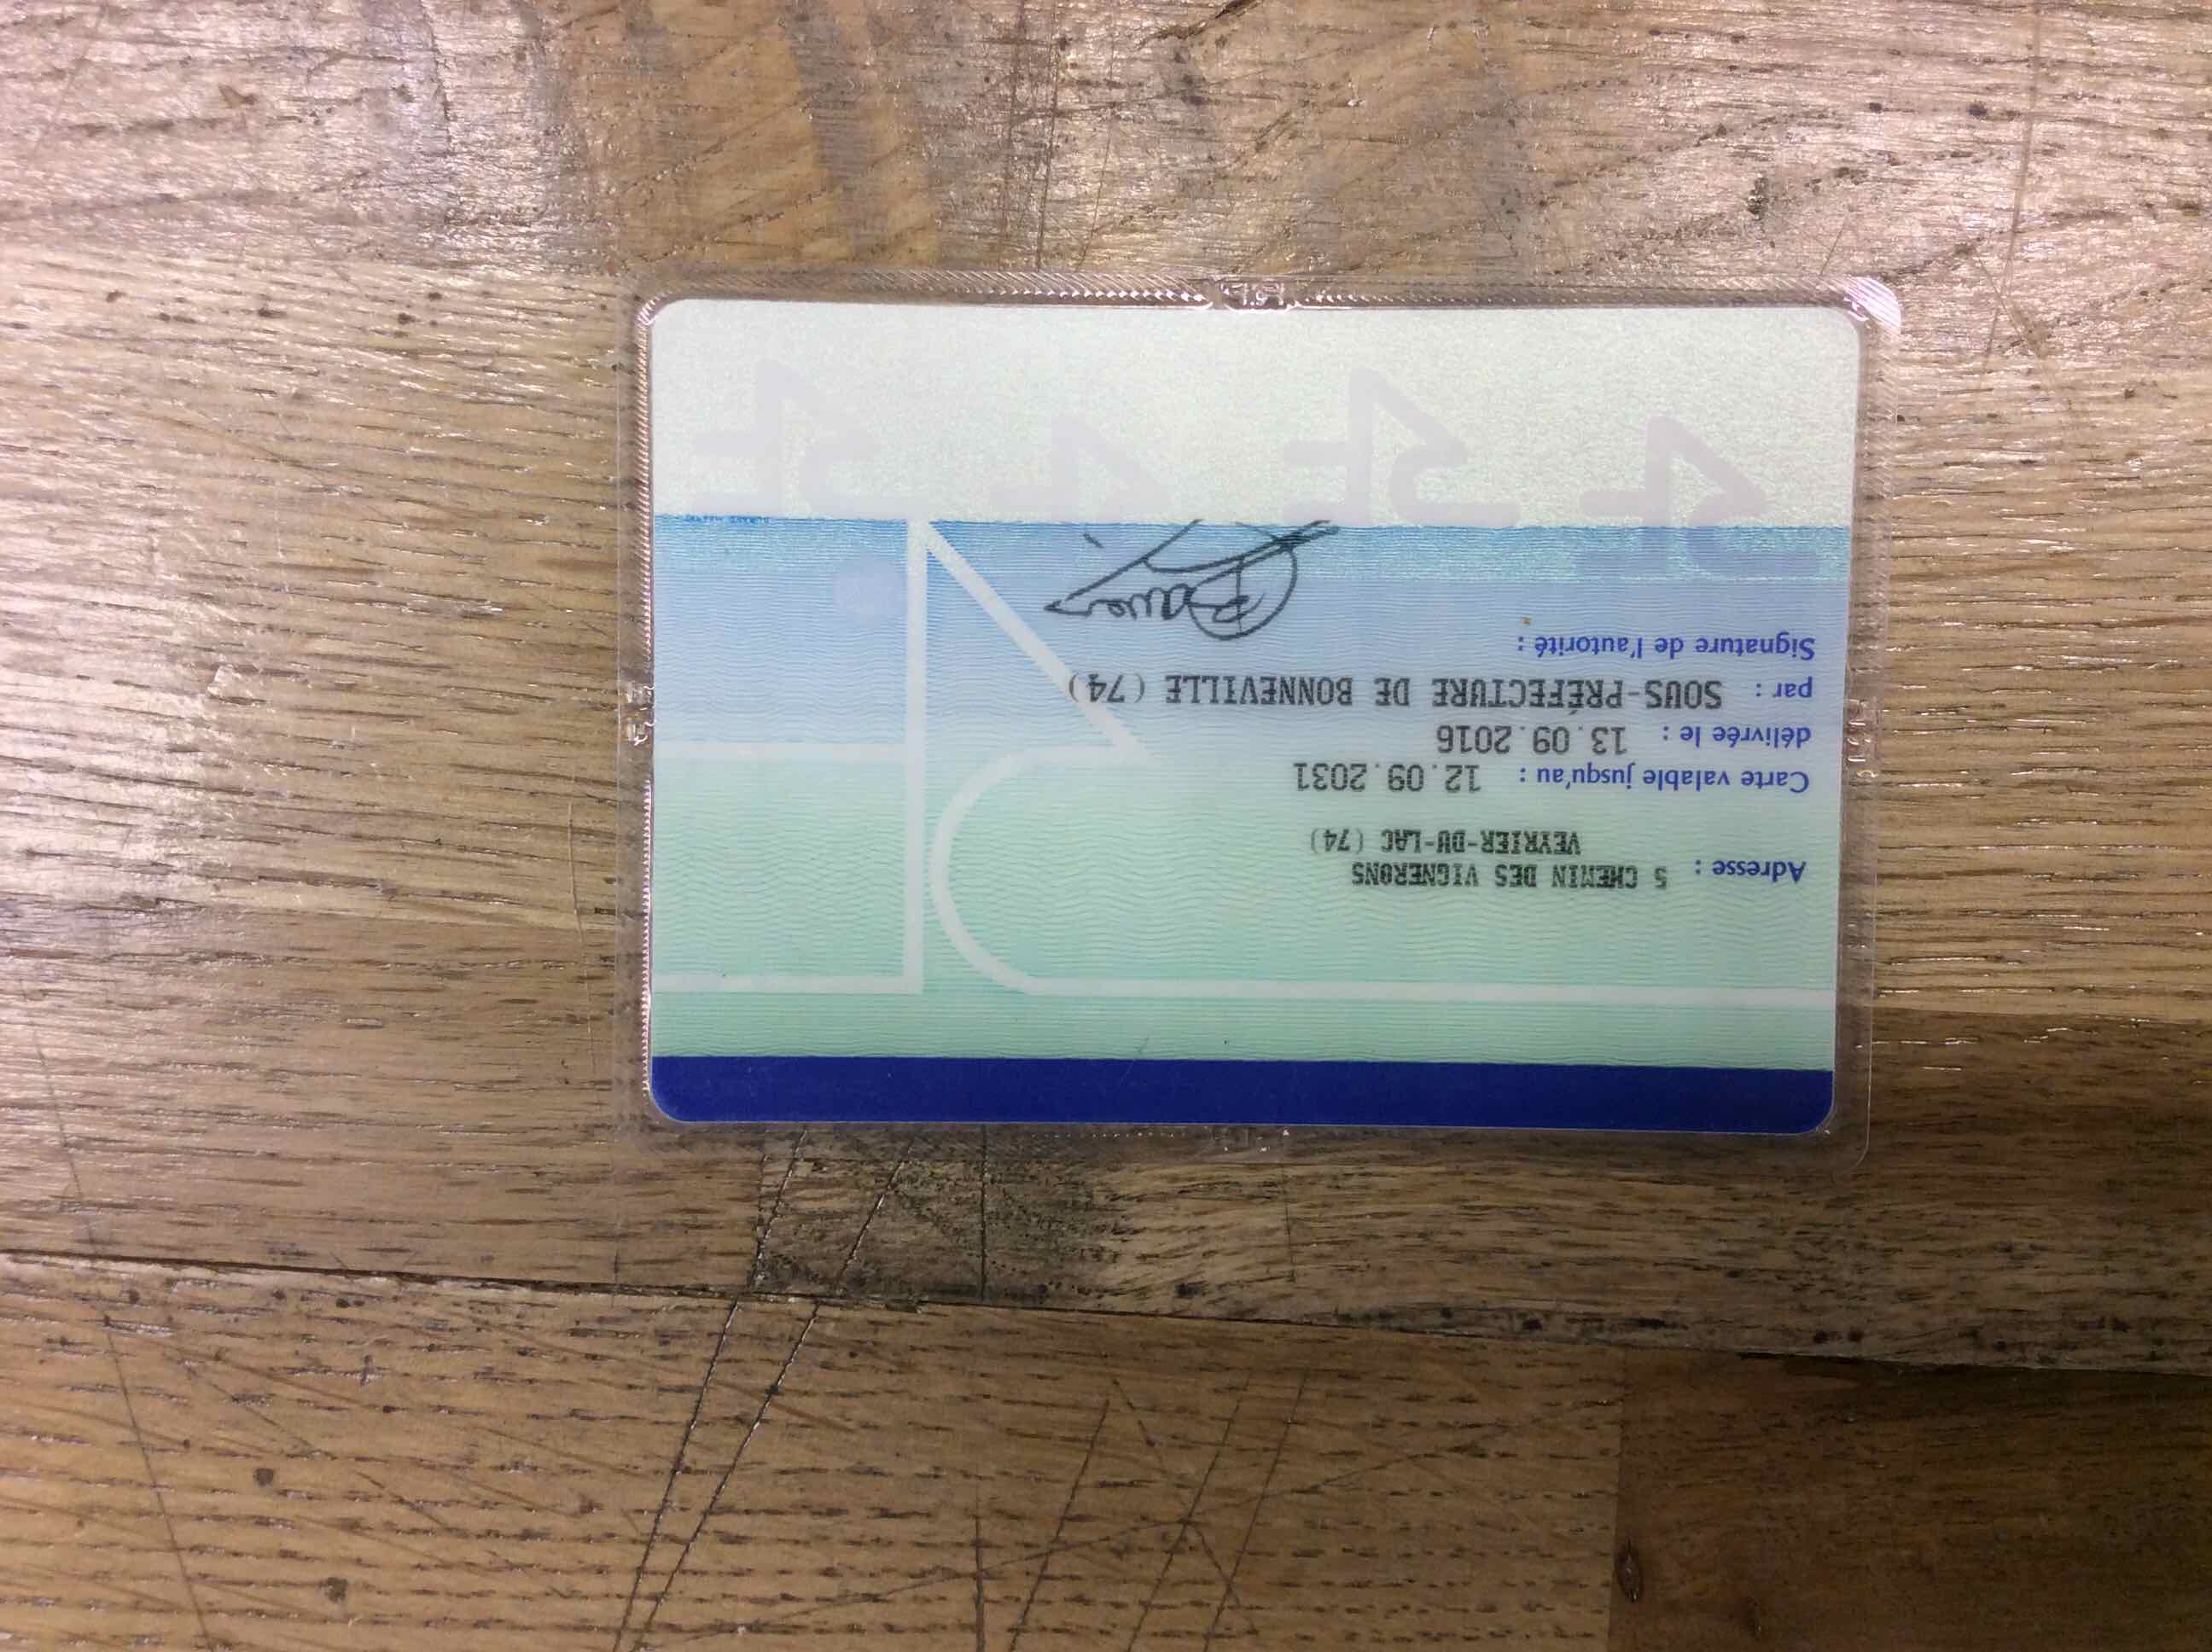 Adresse : 5 CHEMIN DES VIGNERONS
VEYRIER-DU-LAC (74)
Carte valable jusqu'au : 12.09.2031
délivrée le : 13.09.2016
par : SOUS-PRÉFECTURE DE BONNEVILLE (74)
Signature de l'autorité :